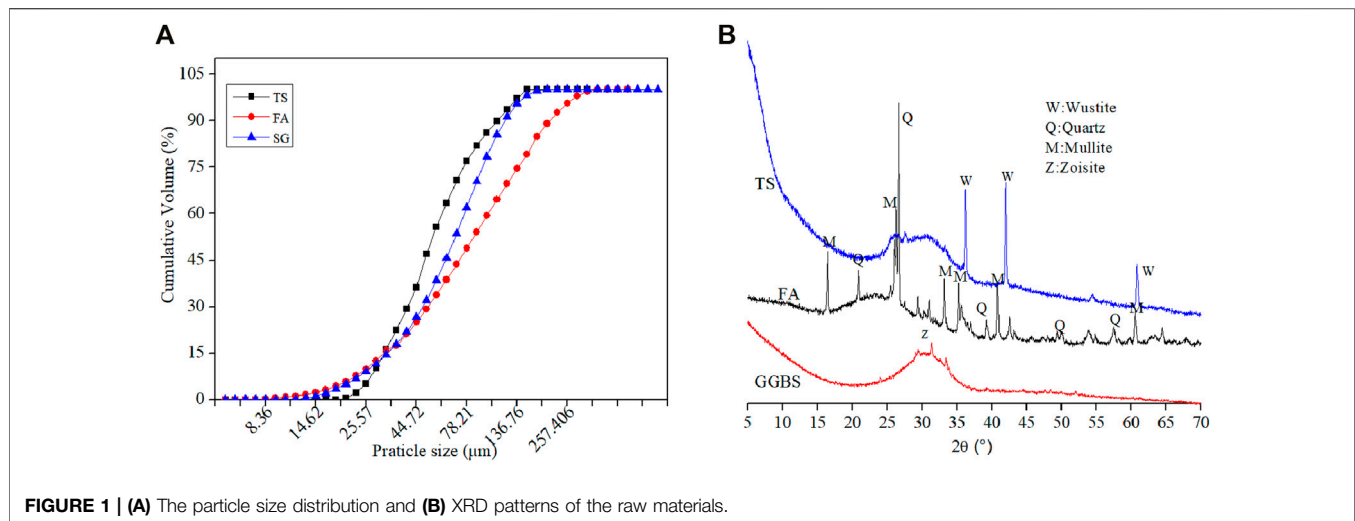 A
105
90
75
60
45
30
15
0
Cumulative Volume (%)
TS
FA
SG
8.36
14.62
25.57
44.72
78.21
136.76
257.406
Praticle size (μm)
B
W:Wustite
Q:Quartz
M:Mullite
Z:Zoisite
TS
W
W
W
FA
M
Q
M
Q
M
M
Q
M
Q
Q
M
GGBS
Z
5 10 15 20 25 30 35 40 45 50 55 60 65 70
2θ (°)
FIGURE 1 | (A) The particle size distribution and (B) XRD patterns of the raw materials.